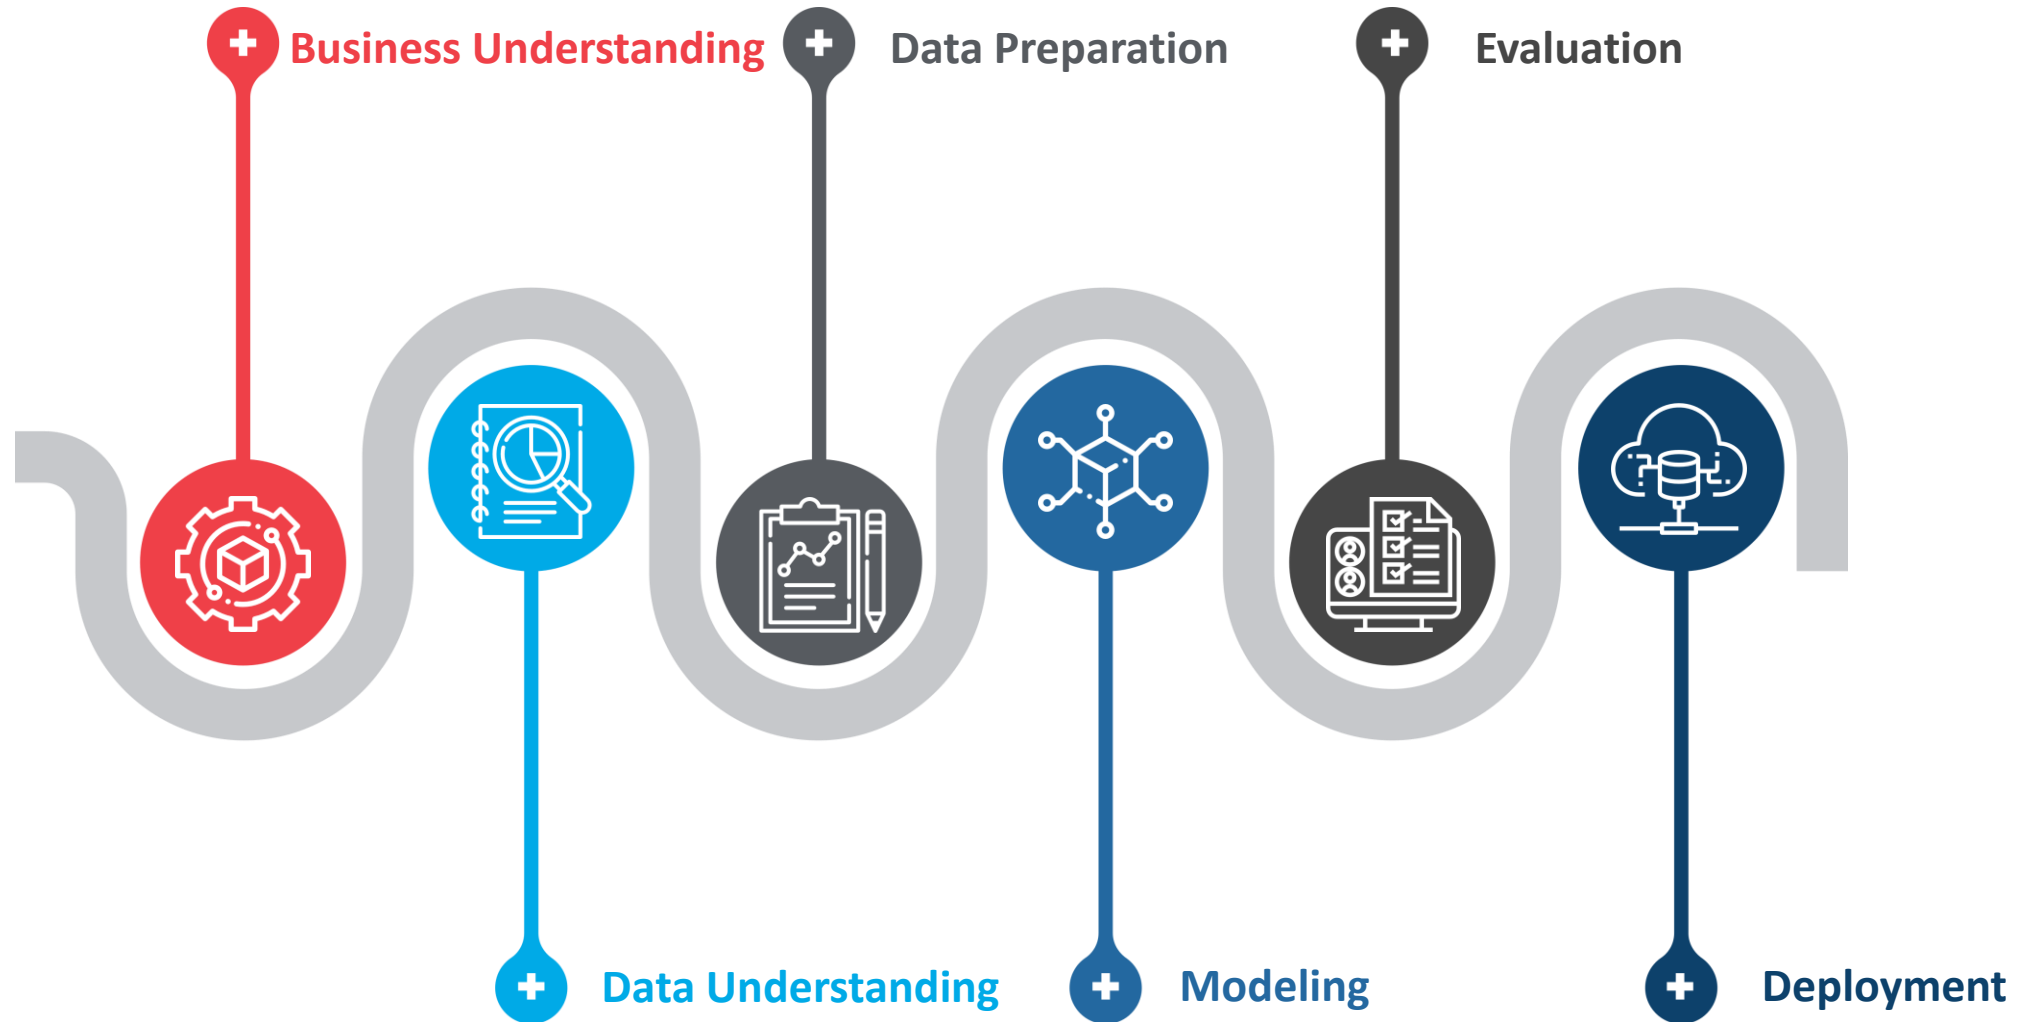 Business Understanding
Data Preparation
Evaluation
Data Understanding
Modeling
Deployment